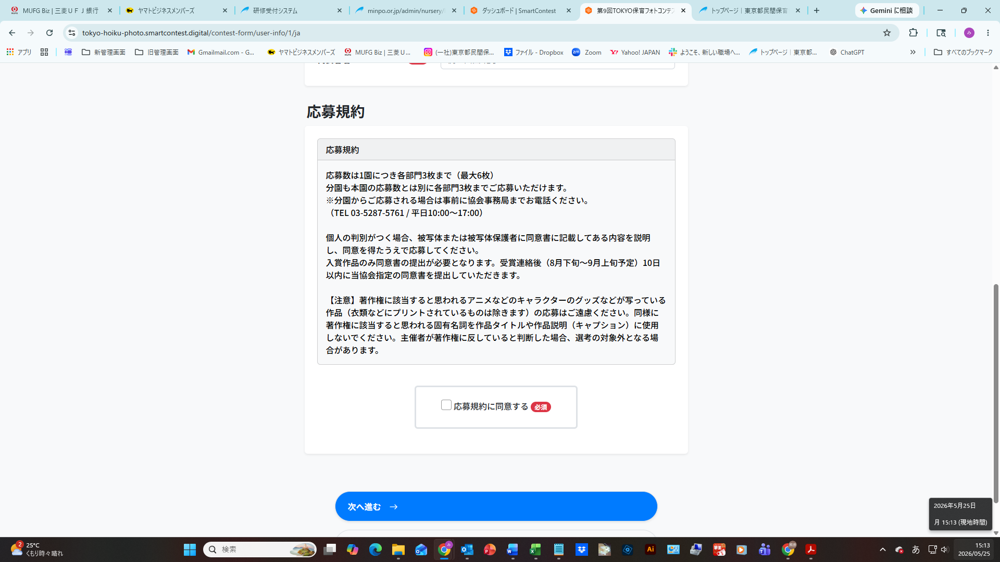 MUFG Biz | 三菱ＵＦＪ銀行
ヤマトビジネスメンバーズ
研修受付システム
minpo.or.jp/admin/nursery/
ダッシュボード | SmartContest
第9回TOKYO保育フォトコンテス
トップページ｜東京都民間保育
Gemini に相談
tokyo-hoiku-photo.smartcontest.digital/contest-form/user-info/1/ja
み
アプリ
新管理画面
旧管理画面
Gmailmail.com - G...
ヤマトビジネスメンバーズ
MUFG Biz | 三菱Ｕ...
(一社)東京都民間保...
ファイル - Dropbox
Zoom
Yahoo! JAPAN
ようこそ、新しい職場へ...
トップページ｜東京都...
ChatGPT
すべてのブックマーク
応募規約
応募規約
応募数は1園につき各部門3枚まで（最大6枚）
分園も本園の応募数とは別に各部門3枚までご応募いただけます。
※分園からご応募される場合は事前に協会事務局までお電話ください。
（TEL 03-5287-5761 / 平日10:00〜17:00）
個人の判別がつく場合、被写体または被写体保護者に同意書に記載してある内容を説明
し、同意を得たうえで応募してください。
入賞作品のみ同意書の提出が必要となります。受賞連絡後（8月下旬〜9月上旬予定）10日
以内に当協会指定の同意書を提出していただきます。
【注意】著作権に該当すると思われるアニメなどのキャラクターのグッズなどが写っている
作品（衣類などにプリントされているものは除きます）の応募はご遠慮ください。同様に
著作権に該当すると思われる固有名詞を作品タイトルや作品説明（キャプション）に使用
しないでください。主催者が著作権に反していると判断した場合、選考の対象外となる場
合があります。
応募規約に同意する 必須
次へ進む →
2026年5月25日
月 15:13 (現地時間)
2
25°C
くもり時々晴れ
検索
あ
15:13
2026/05/25